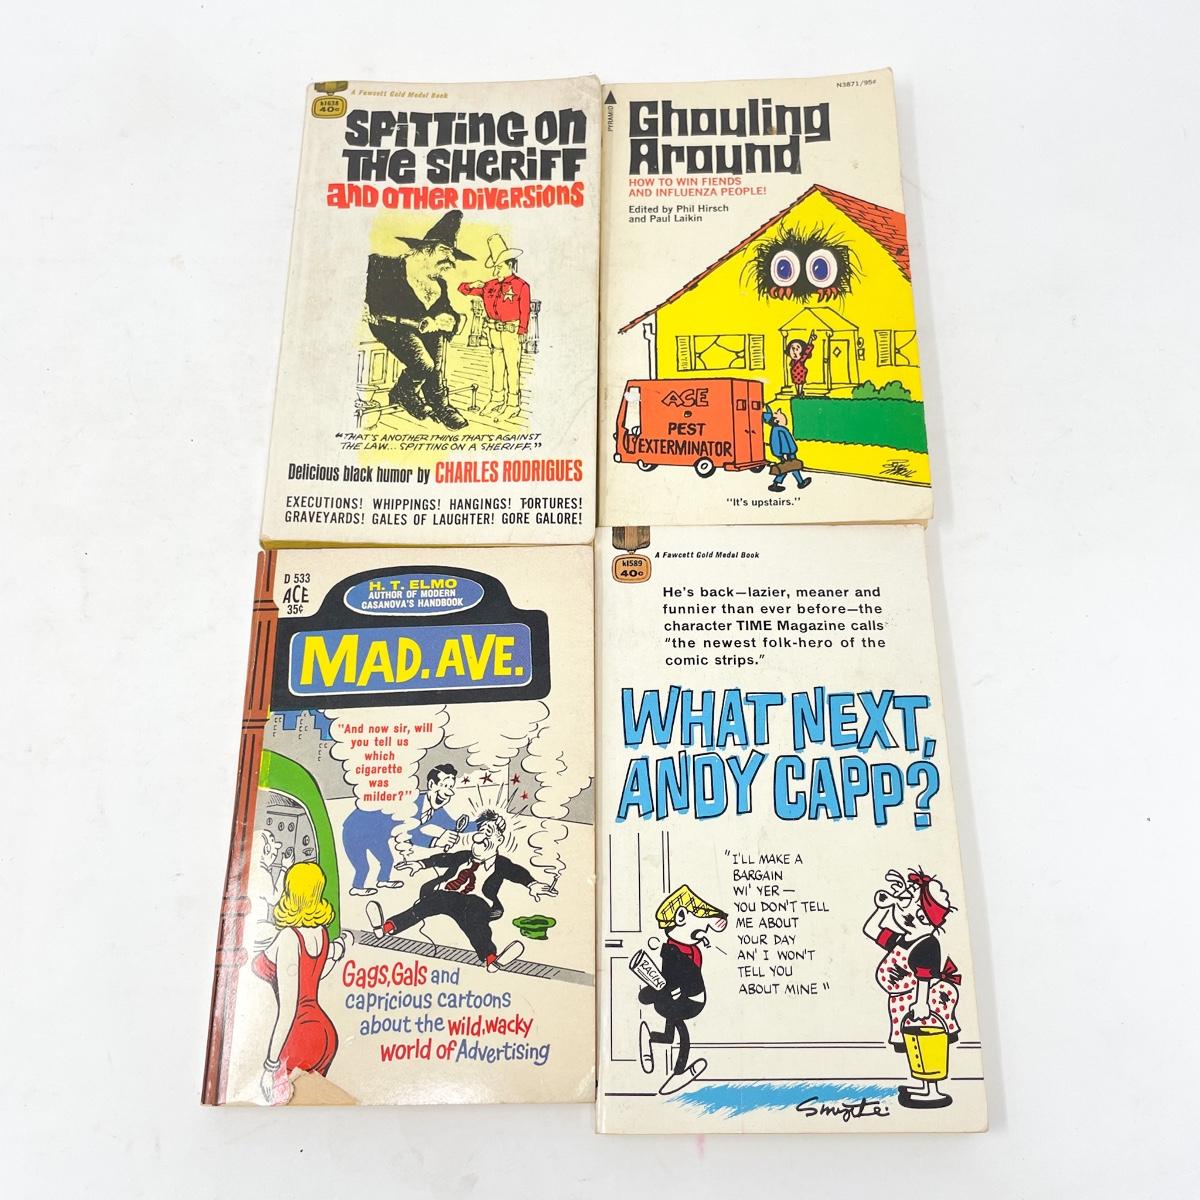 k1638
40c
A Fawcett Gold Medal Book
SPITTING ON
THE SHERIFF
AND OTHER DIVERSIONS
"THAT'S ANOTHER THING THAT'S AGAINST
THE LAW... SPITTING ON A SHERIFF."
Delicious black humor by CHARLES RODRIGUES
EXECUTIONS! WHIPPINGS! HANGINGS! TORTURES!
GRAVEYARDS! GALES OF LAUGHTER! GORE GALORE!
PYRAMID
N3871/95¢
Ghouling
Around
HOW TO WIN FIENDS
AND INFLUENZA PEOPLE!
Edited by Phil Hirsch
and Paul Laikin
ACE
PEST
EXTERMINATOR
"It's upstairs."
D 533
ACE
35¢
H. T. ELMO
AUTHOR OF MODERN
CASANOVA'S HANDBOOK
MAD. AVE.
"And now sir, will
you tell us
which
cigarette
was
milder?"
Gags, Gals and
capricious cartoons
about the wild, wacky
world of Advertising
k1589
40c
A Fawcett Gold Medal Book
He's back—lazier, meaner and
funnier than ever before—the
character TIME Magazine calls
"the newest folk-hero of the
comic strips."
WHAT NEXT,
ANDY CAPP?
"I'LL MAKE A
BARGAIN
WI' YER —
YOU DON'T TELL
ME ABOUT
YOUR DAY
AN' I WON'T
TELL YOU
ABOUT MINE"
RACING
Smythe